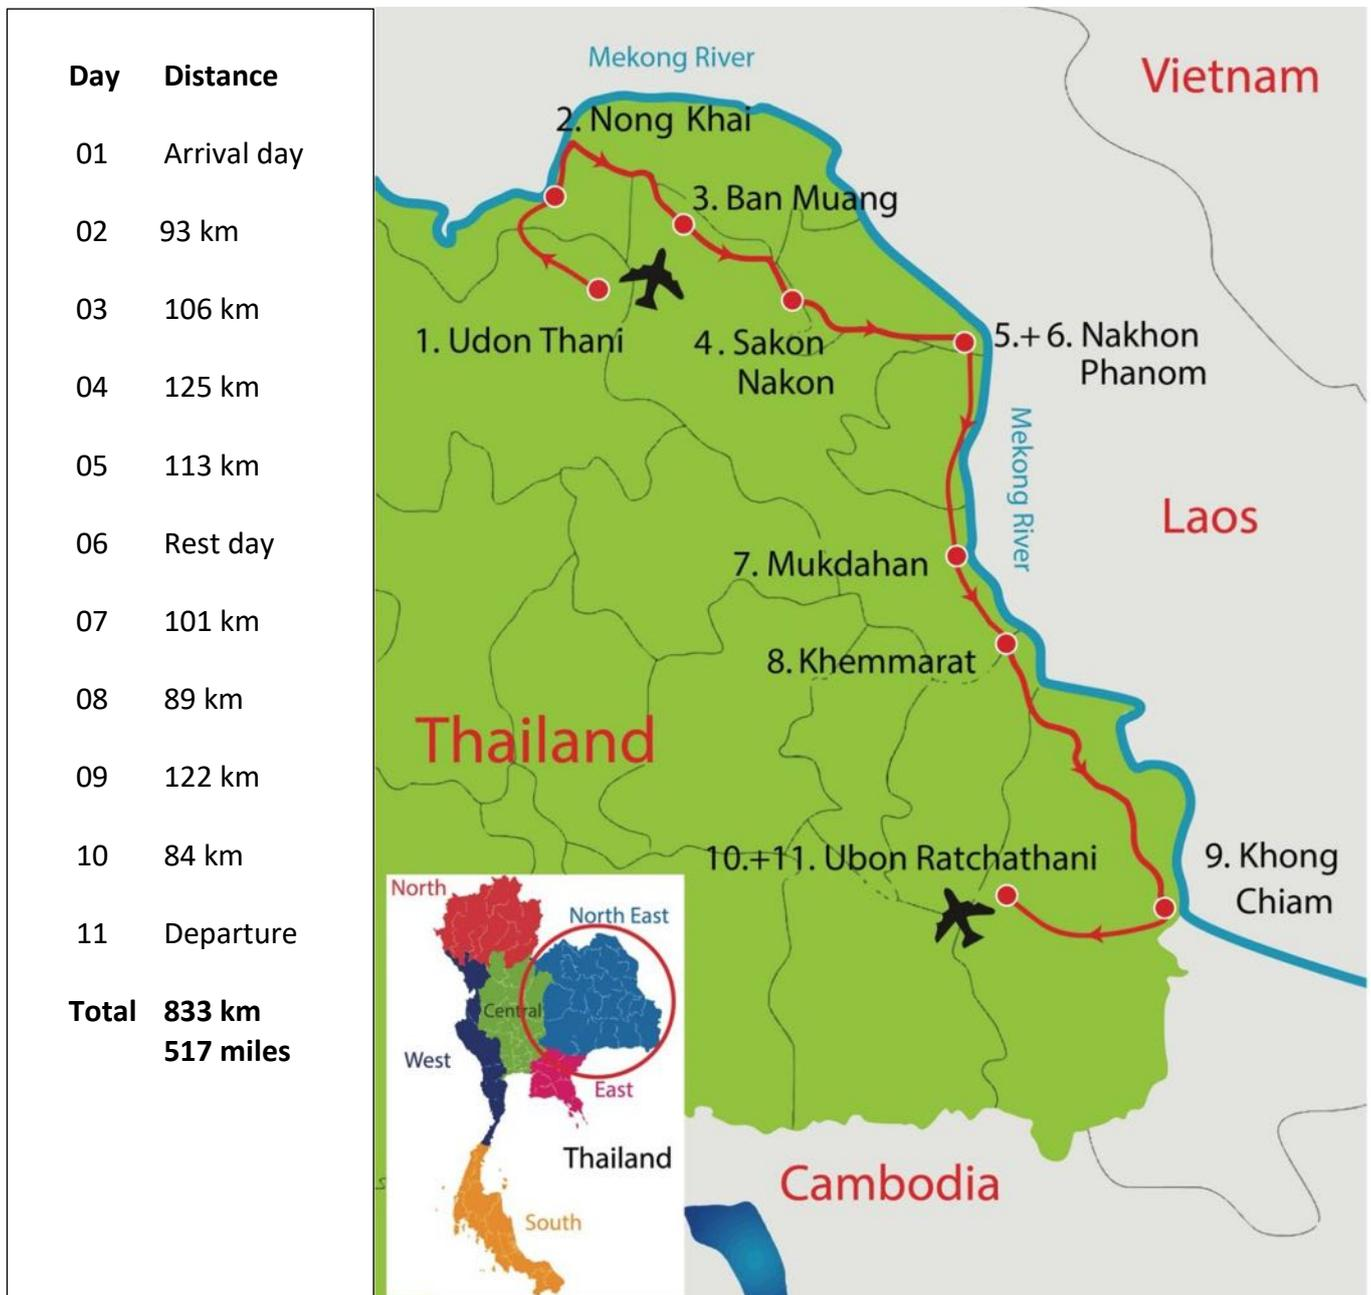 Day Distance
01 Arrival day
02 93 km
03 106 km
04 125 km
05 113 km
06 Rest day
07 101 km
08 89 km
09 122 km
10 84 km
11 Departure
Total 833 km
517 miles
Mekong River
Vietnam
2. Nong Khai
3. Ban Muang
1. Udon Thani
4. Sakon
Nakon
5.+6. Nakhon
Phanom
Mekong River
Laos
7. Mukdahan
8. Khemmarat
Thailand
10.+11. Ubon Ratchathani
9. Khong
Chiam
North
North East
Central
West
East
Thailand
South
Cambodia